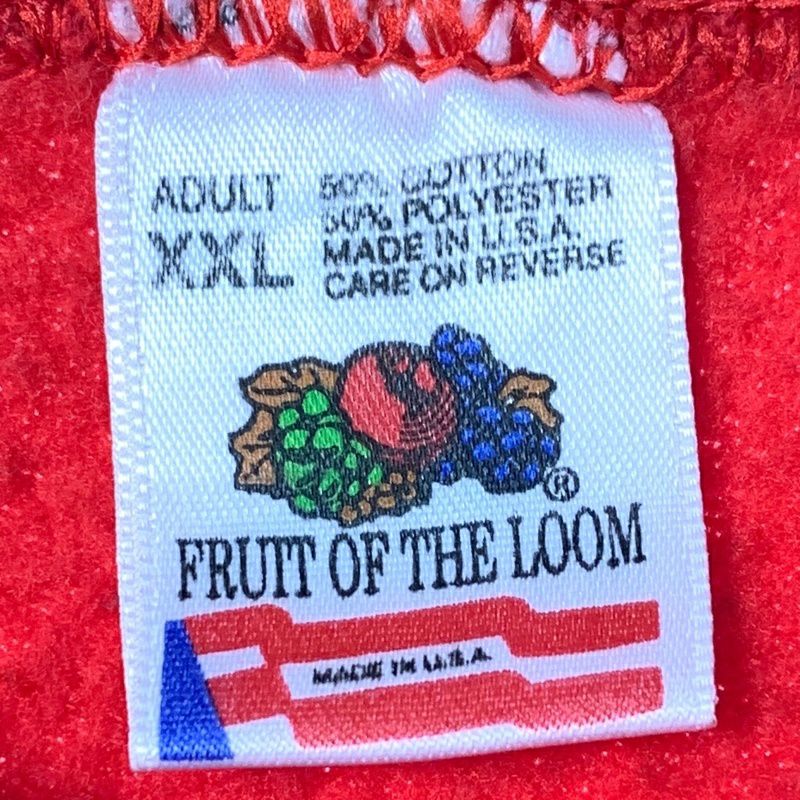 ADULT
XXL
50% COTTON
50% POLYESTER
MADE IN U.S.A.
CARE ON REVERSE
®
FRUIT OF THE LOOM
MADE IN U.S.A.